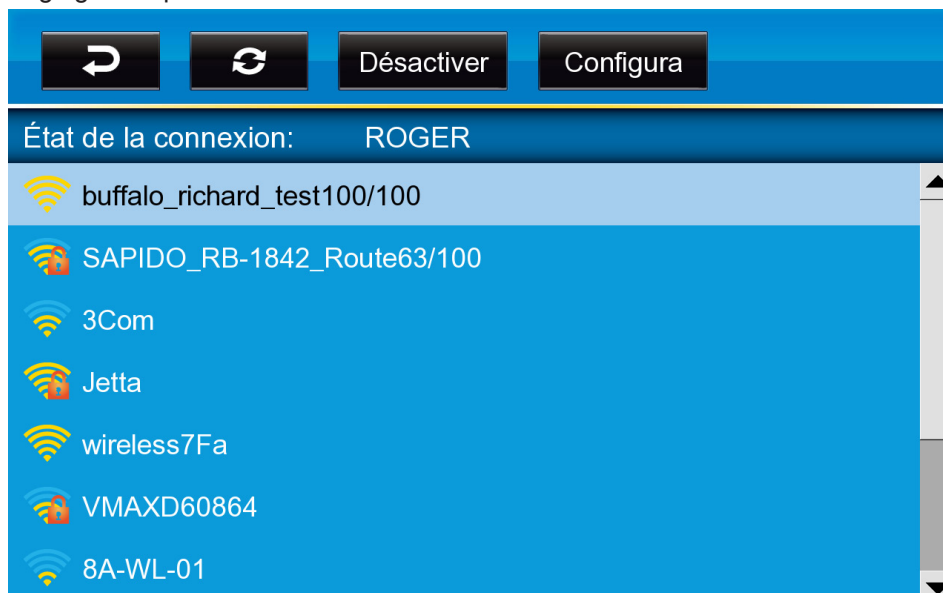 Désactiver Configura
État de la connexion: ROGER
buffalo_richard_test100/100
SAPIDO_RB-1842_Route63/100
3Com
Jetta
wireless7Fa
VMAXD60864
8A-WL-01